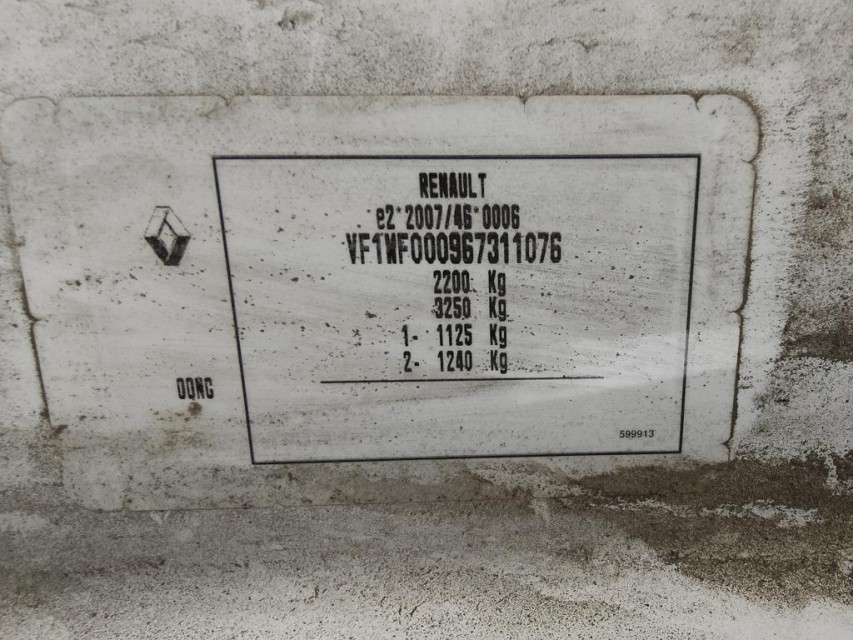 RENAULT
e2*2007/46*0006
VF1WF000967311076
2200 Kg
3250 Kg
1- 1125 Kg
2- 1240 Kg
OQNG
599913